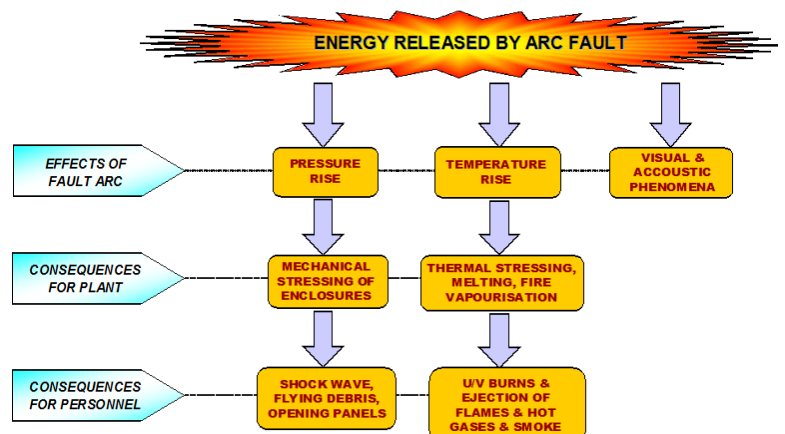 ENERGY RELEASED BY ARC FAULT
EFFECTS OF
FAULT ARC
PRESSURE
RISE
TEMPERATURE
RISE
VISUAL &
ACCOUSTIC
PHENOMENA
CONSEQUENCES
FOR PLANT
MECHANICAL
STRESSING OF
ENCLOSURES
THERMAL STRESSING,
MELTING, FIRE
VAPOURISATION
CONSEQUENCES
FOR PERSONNEL
SHOCK WAVE,
FLYING DEBRIS,
OPENING PANELS
U/V BURNS &
EJECTION OF
FLAMES & HOT
GASES & SMOKE